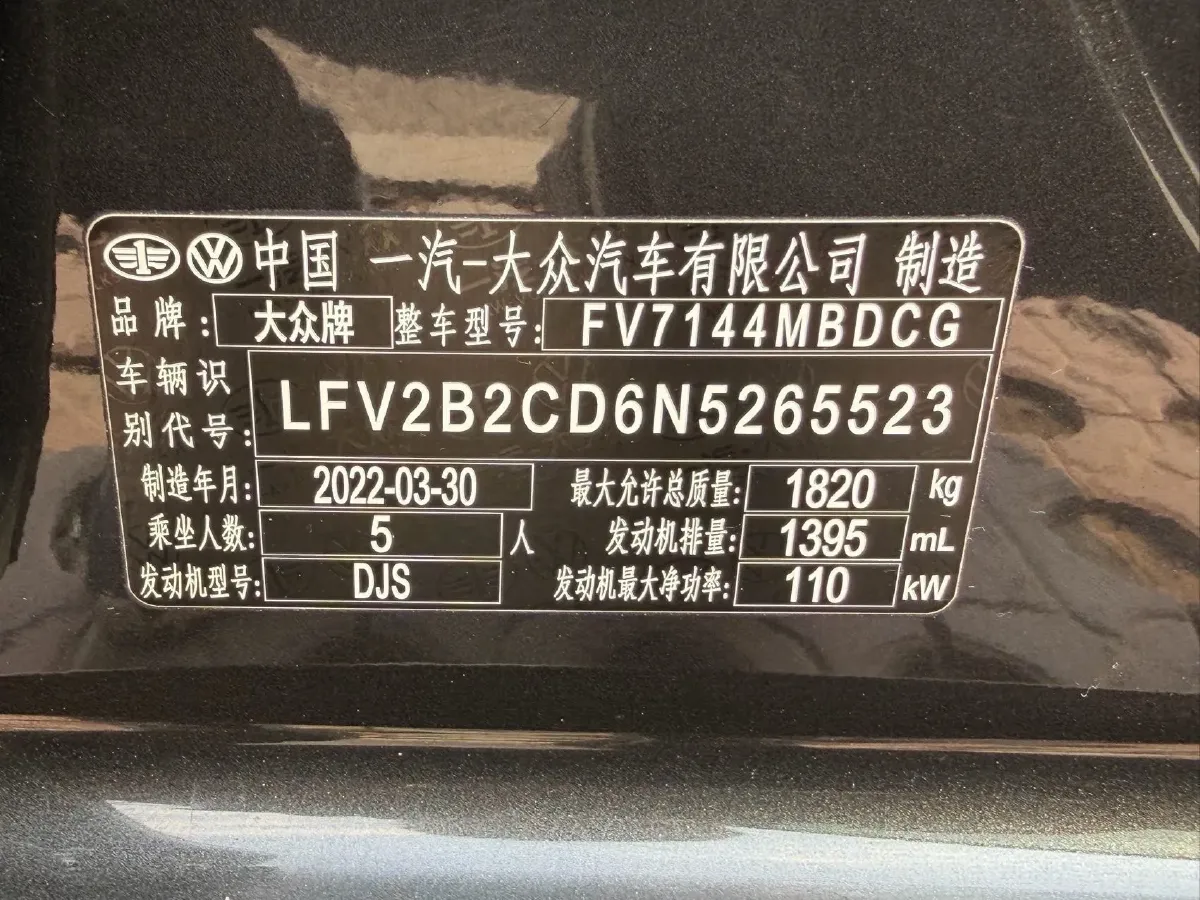 中国 一汽-大众汽车有限公司 制造
品牌: 大众牌 整车型号: FV7144MBDCG
车辆识别代号: LFV2B2CD6N5265523
制造年月: 2022-03-30 最大允许总质量: 1820 kg
乘坐人数: 5 人 发动机排量: 1395 mL
发动机型号: DJS 发动机最大净功率: 110 kW